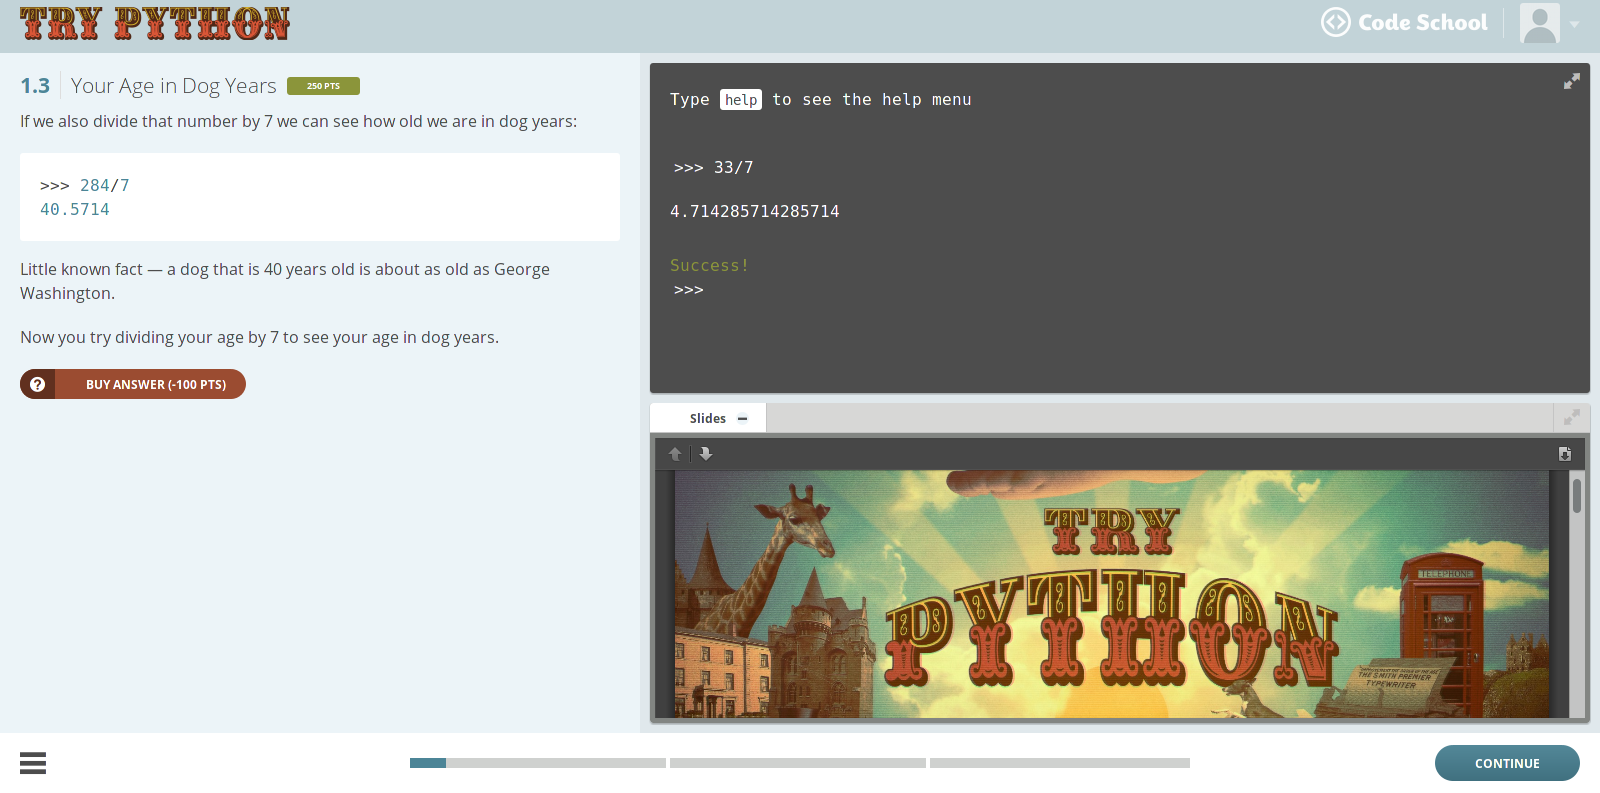 TRY PYTHON
Code School
1.3 Your Age in Dog Years 250 PTS
If we also divide that number by 7 we can see how old we are in dog years:
>>> 284/7
40.5714
Little known fact — a dog that is 40 years old is about as old as George
Washington.
Now you try dividing your age by 7 to see your age in dog years.
BUY ANSWER (-100 PTS)
Type help to see the help menu
>>> 33/7
4.714285714285714
Success!
>>>
Slides
TRY
PYTHON
TELEPHONE
THE SMITH PREMIER
TYPEWRITER
CONTINUE